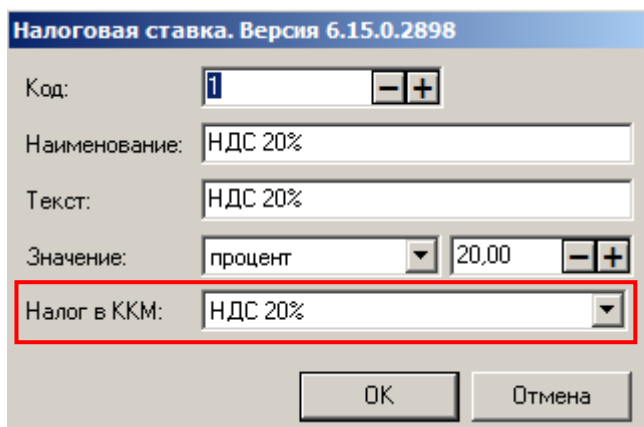 Налоговая ставка. Версия 6.15.0.2898
Код: 1
Наименование: НДС 20%
Текст: НДС 20%
Значение: процент 20,00
Налог в ККМ: НДС 20%
OK Отмена